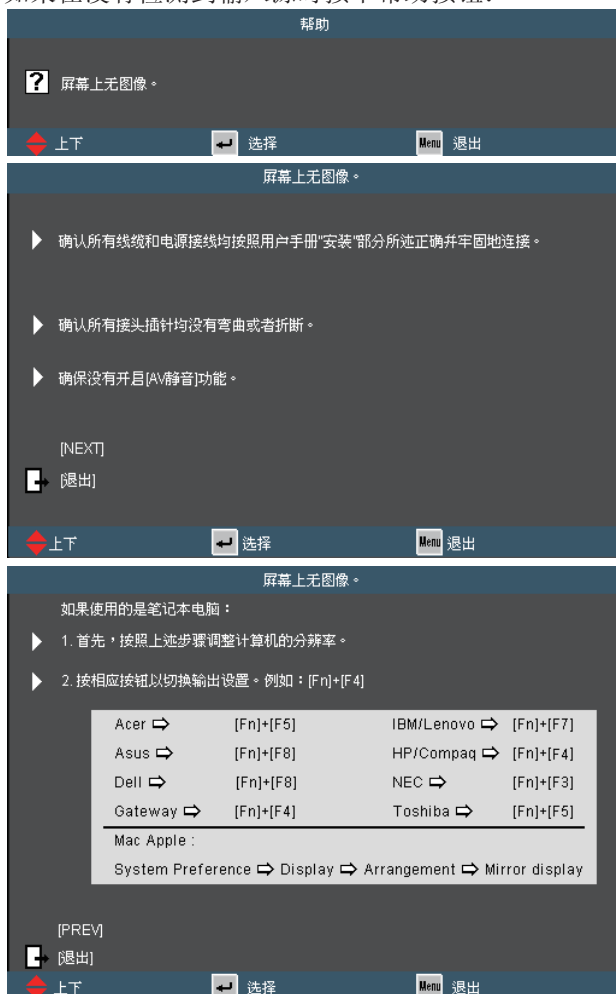 帮助
? 屏幕上无图像。
上下 选择 Menu 退出
屏幕上无图像。
确认所有线缆和电源接线均按照用户手册"安装"部分所述正确并牢固地连接。
确认所有接头插针均没有弯曲或者折断。
确保没有开启[AV静音]功能。
[NEXT]
[退出]
上下 选择 Menu 退出
屏幕上无图像。
如果使用的是笔记本电脑：
1. 首先，按照上述步骤调整计算机的分辨率。
2. 按相应按钮以切换输出设置。例如：[Fn]+[F4]
Acer ⇨ [Fn]+[F5] IBM/Lenovo ⇨ [Fn]+[F7]
Asus ⇨ [Fn]+[F8] HP/Compaq ⇨ [Fn]+[F4]
Dell ⇨ [Fn]+[F8] NEC ⇨ [Fn]+[F3]
Gateway ⇨ [Fn]+[F4] Toshiba ⇨ [Fn]+[F5]
Mac Apple :
System Preference ⇨ Display ⇨ Arrangement ⇨ Mirror display
[PREV]
[退出]
上下 选择 Menu 退出